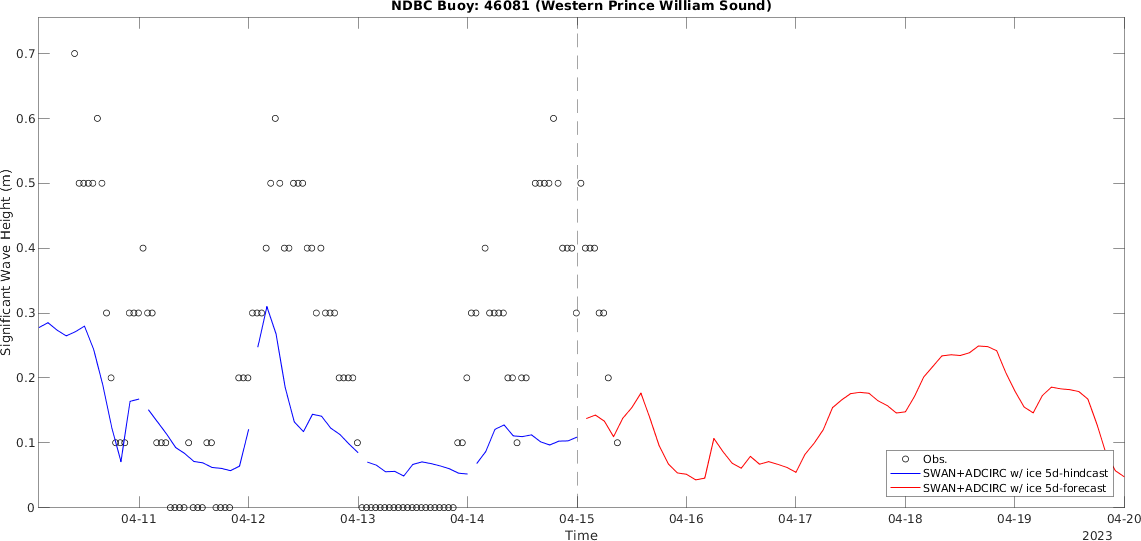 NDBC Buoy: 46081 (Western Prince William Sound)
Significant Wave Height (m)
0.7
0.6
0.5
0.4
0.3
0.2
0.1
0
Obs.
SWAN+ADCIRC w/ ice 5d-hindcast
SWAN+ADCIRC w/ ice 5d-forecast
04-11 04-12 04-13 04-14 04-15 04-16 04-17 04-18 04-19 04-20
Time
2023